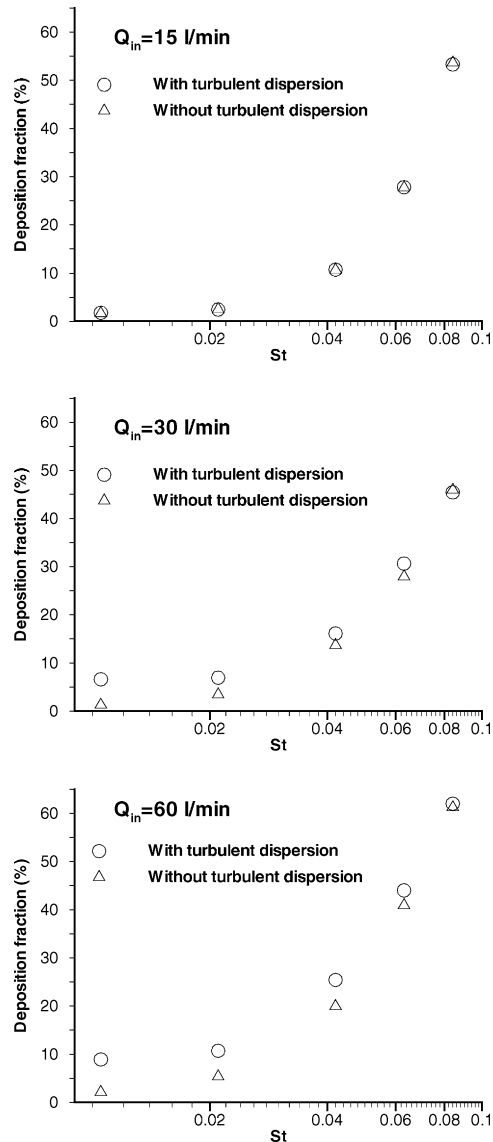 Q_in=15 l/min
With turbulent dispersion
Without turbulent dispersion
Deposition fraction (%)
60
50
40
30
20
10
0
0.02 0.04 0.06 0.08 0.1
St
Q_in=30 l/min
With turbulent dispersion
Without turbulent dispersion
Deposition fraction (%)
60
50
40
30
20
10
0
0.02 0.04 0.06 0.08 0.1
St
Q_in=60 l/min
With turbulent dispersion
Without turbulent dispersion
Deposition fraction (%)
60
50
40
30
20
10
0
0.02 0.04 0.06 0.08 0.1
St